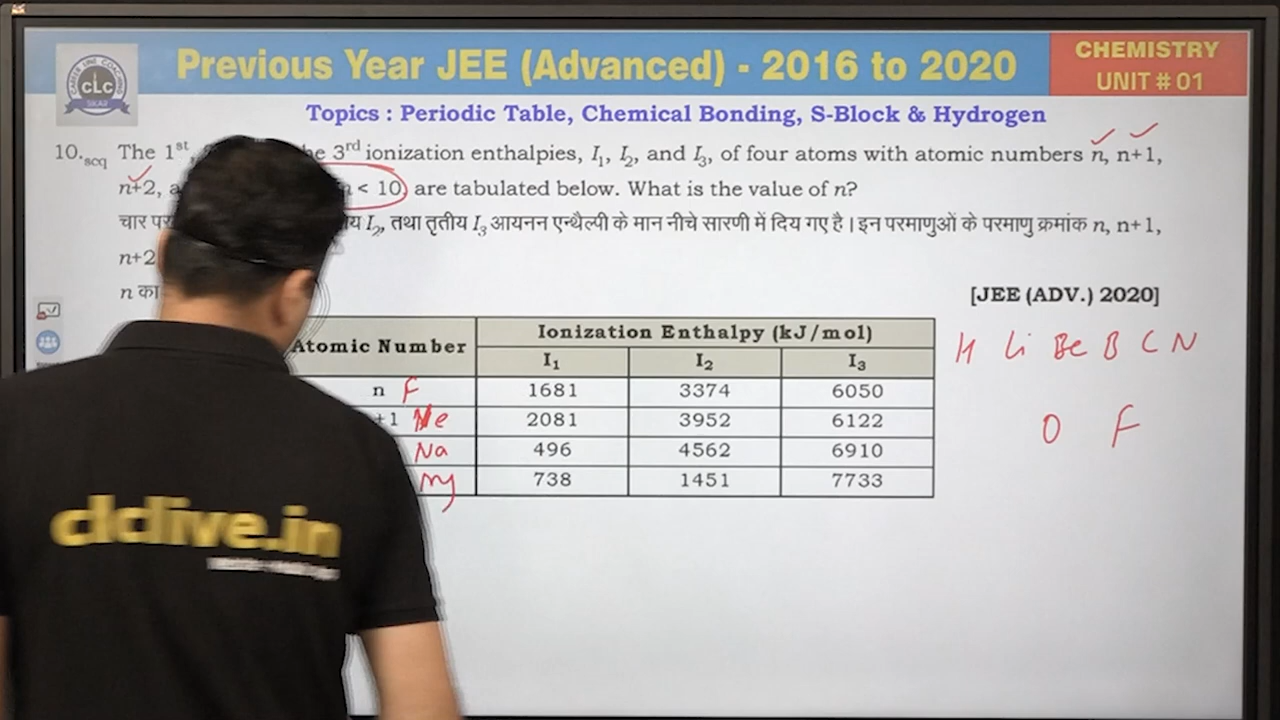 Previous Year JEE (Advanced) - 2016 to 2020
CHEMISTRY
UNIT # 01
CLC
SIKAR
Topics : Periodic Table, Chemical Bonding, S-Block & Hydrogen
10. scq The 1st, 3rd ionization enthalpies, I1, I2, and I3, of four atoms with atomic numbers n, n+1,
n+2, < 10, are tabulated below. What is the value of n?
चार I2, तथा तृतीय I3 आयनन एन्थैल्पी के मान नीचे सारणी में दिय गए है। इन परमाणुओं के परमाणु क्रमांक n, n+1,
n+2
n का
[JEE (ADV.) 2020]
Atomic Number Ionization Enthalpy (kJ/mol)
I1 I2 I3
n F 1681 3374 6050
+1 Ne 2081 3952 6122
Na 496 4562 6910
Mg 738 1451 7733
H Li Be B C N
O F
dclive.in